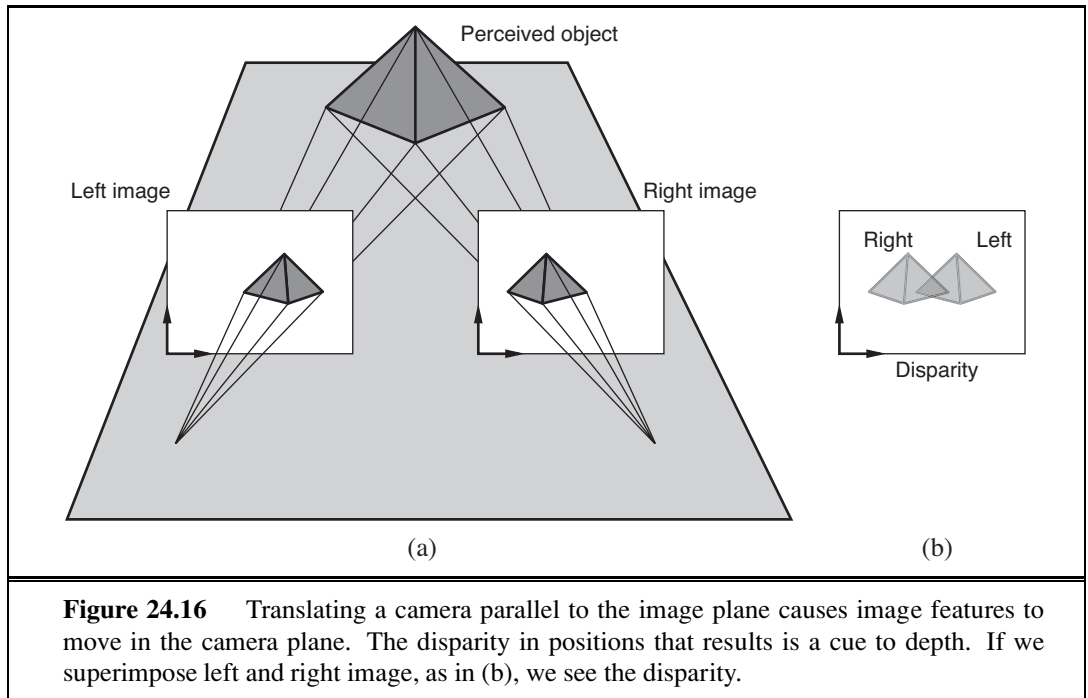 Perceived object
Left image
Right image
Right
Left
Disparity
(a)
(b)
Figure 24.16 Translating a camera parallel to the image plane causes image features to
move in the camera plane. The disparity in positions that results is a cue to depth. If we
superimpose left and right image, as in (b), we see the disparity.